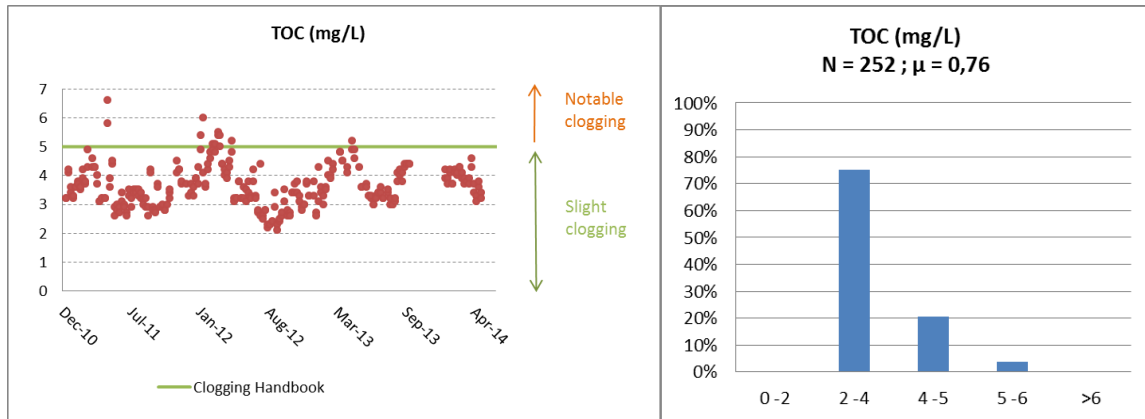 TOC (mg/L)
7
6
5
4
3
2
1
0
Dec-10
Jul-11
Jan-12
Aug-12
Mar-13
Sep-13
Apr-14
Clogging Handbook
Notable
clogging
Slight
clogging
TOC (mg/L)
N = 252 ; µ = 0,76
100%
90%
80%
70%
60%
50%
40%
30%
20%
10%
0%
0 -2
2 -4
4 -5
5 -6
>6